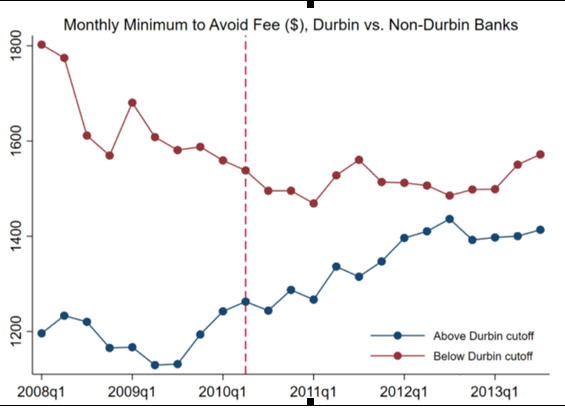 Monthly Minimum to Avoid Fee ($), Durbin vs. Non-Durbin Banks
1800
1600
1400
1200
Above Durbin cutoff
Below Durbin cutoff
2008q1 2009q1 2010q1 2011q1 2012q1 2013q1